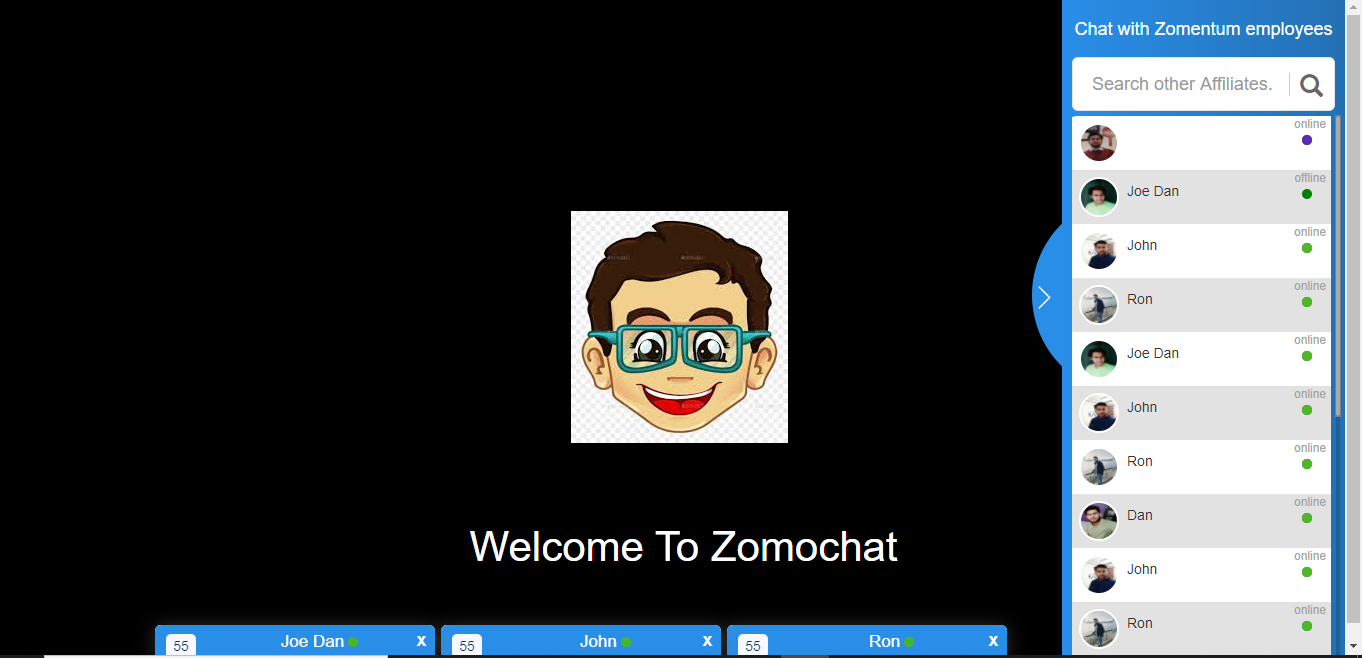 Chat with Zomentum employees
Search other Affiliates.
online
offline
Joe Dan
online
John
online
Ron
online
Joe Dan
online
John
online
Ron
online
Dan
online
John
online
Ron
Welcome To Zomochat
55 Joe Dan x
55 John x
55 Ron x